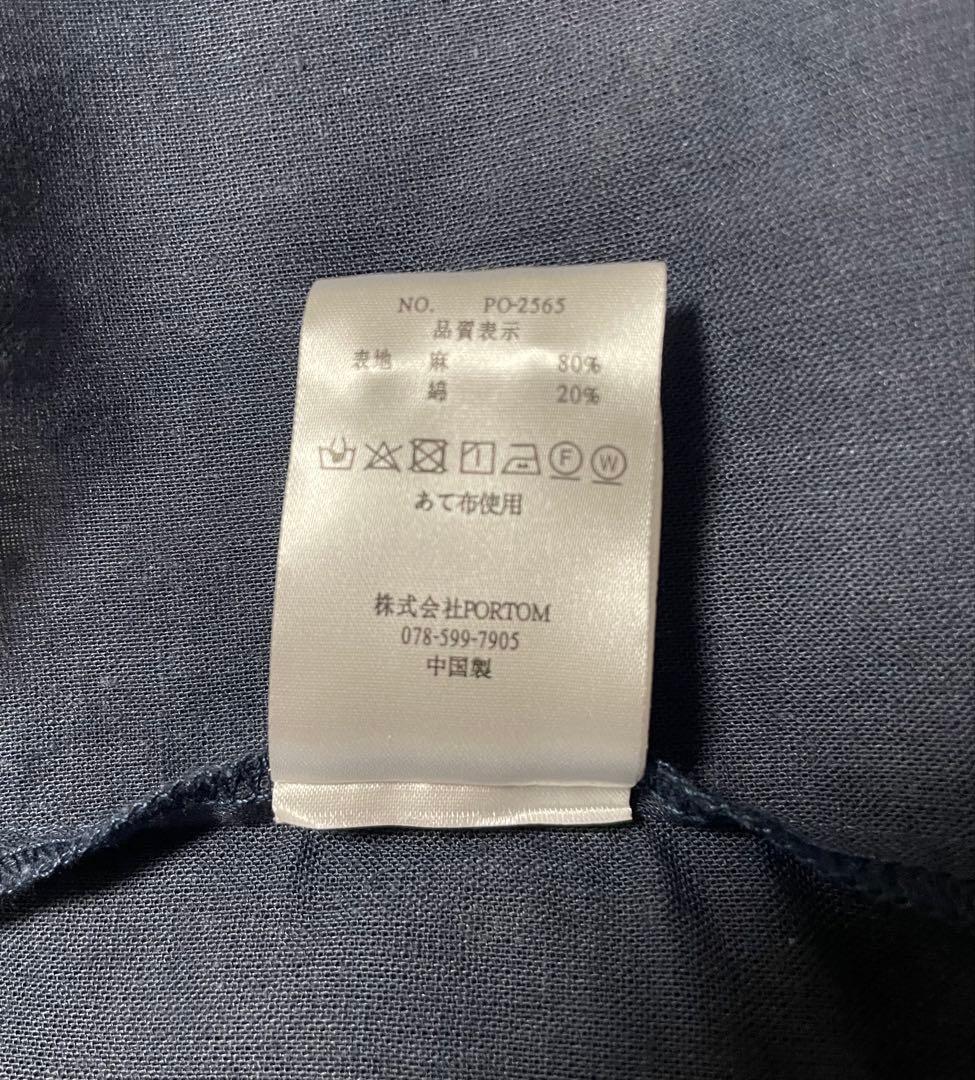 NO. PO-2565
品質表示
表地 麻 80%
綿 20%
F W
あて布使用
株式会社PORTOM
078-599-7905
中国製